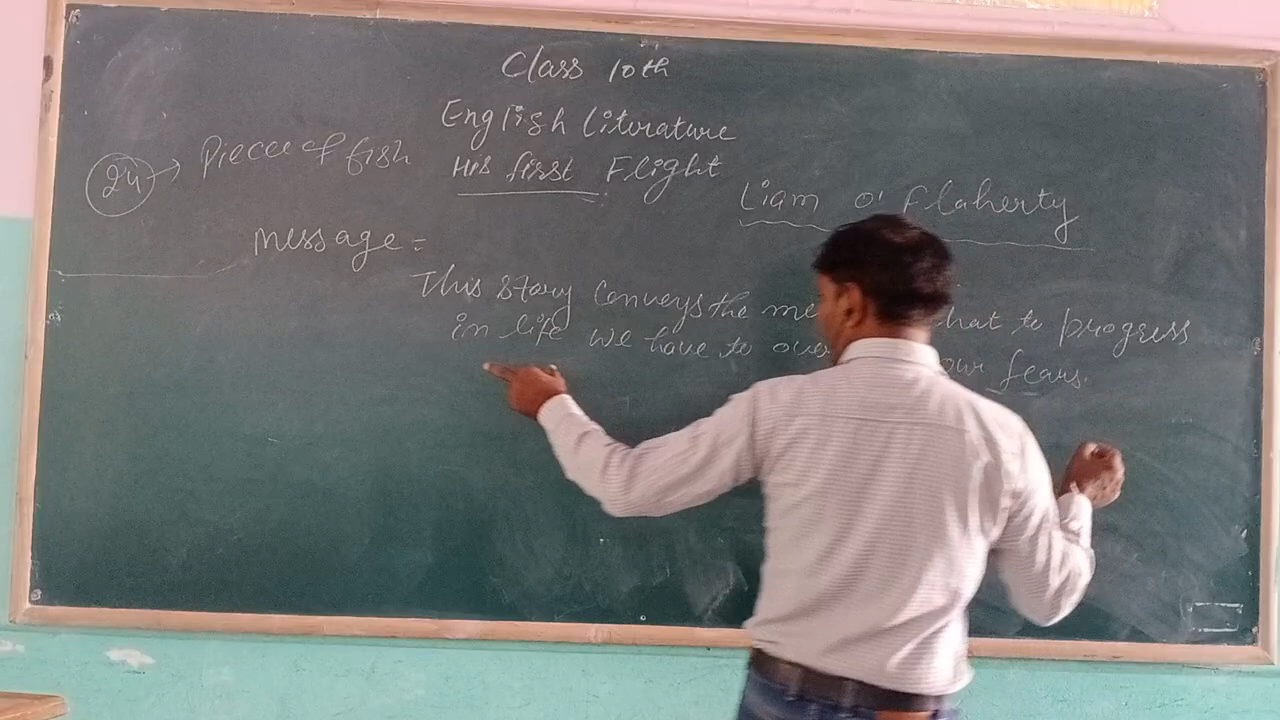 Class 10th
English Literature
His first Flight
24 → Piece of fish
Liam o' Flaherty
Message =
This story conveys the me hat to progress
in life we have to over our fears.